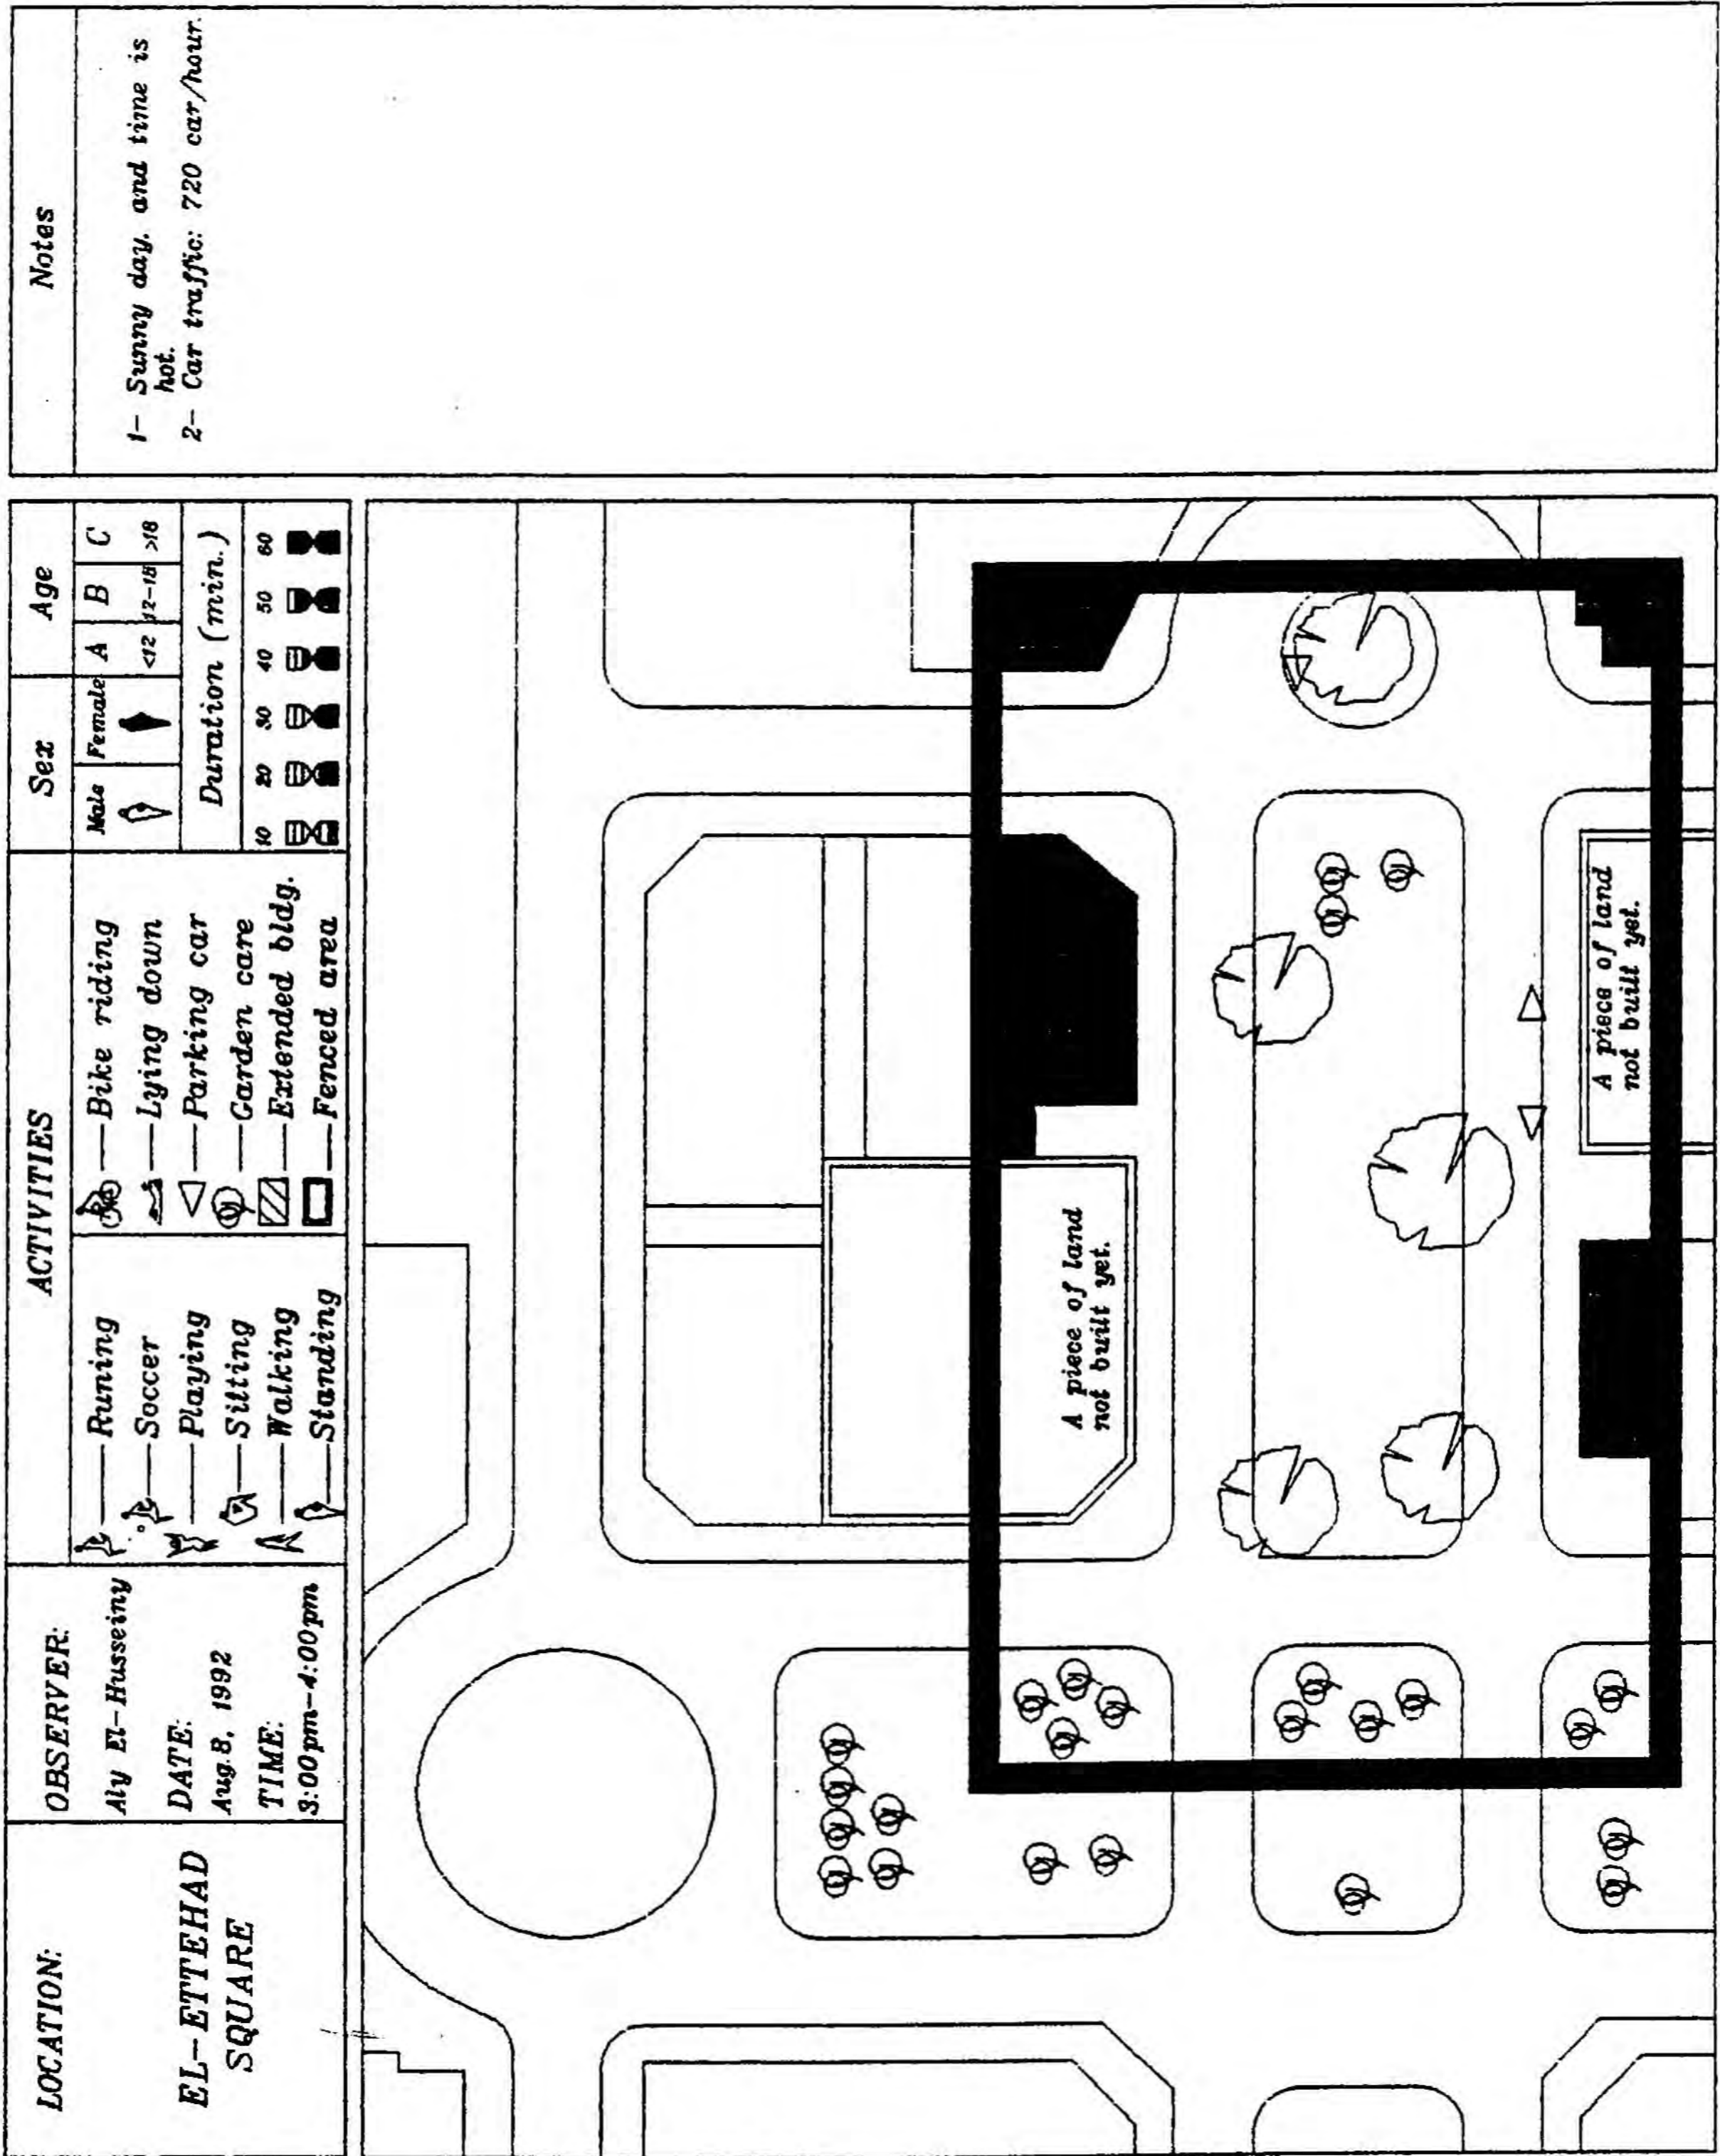 LOCATION:
EL-ETTEHAD
SQUARE
OBSERVER:
Aly El-Husseiny
DATE:
Aug.8, 1992
TIME:
3:00pm-4:00pm
ACTIVITIES
Runing
Soccer
Playing
Sitting
Walking
Standing
Bike riding
Lying down
Parking car
Garden care
Extended bldg.
Fenced area
Sex
Male Female
Age
A B C
<12 12-18 >18
Duration (min.)
10 20 30 40 50 60
Notes
1- Sunny day. and time is
hot.
2- Car traffic: 720 car/hour.
A piece of land
not built yet.
A piece of land
not built yet.